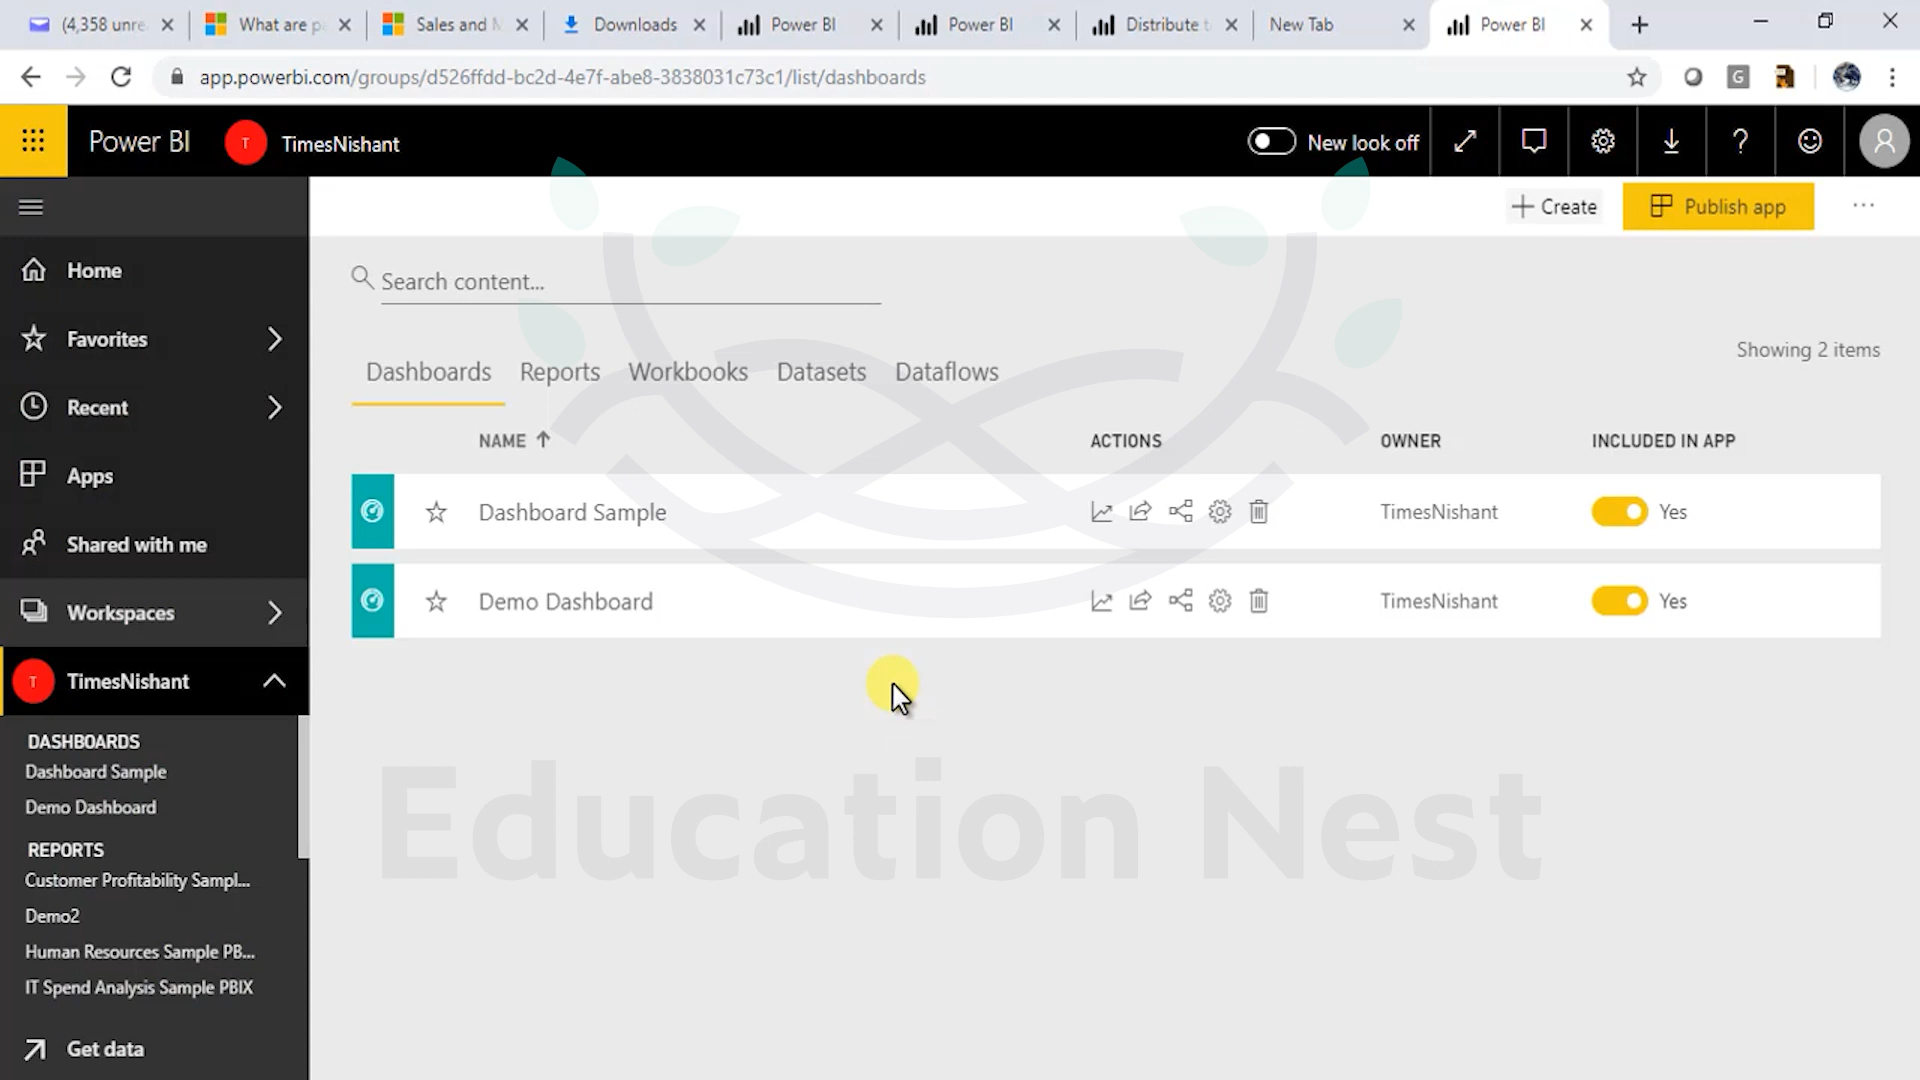 (4,358 unre
What are p
Sales and M
Downloads
Power BI
Power BI
Distribute t
New Tab
Power BI
app.powerbi.com/groups/d526ffdd-bc2d-4e7f-abe8-3838031c73c1/list/dashboards
G
Power BI
T
TimesNishant
New look off
?
Create
Publish app
...
Home
Favorites
Recent
Apps
Shared with me
Workspaces
T
TimesNishant
DASHBOARDS
Dashboard Sample
Demo Dashboard
REPORTS
Customer Profitability Sampl...
Demo2
Human Resources Sample PB...
IT Spend Analysis Sample PBIX
Get data
Search content...
Showing 2 items
Dashboards Reports Workbooks Datasets Dataflows
NAME ACTIONS OWNER INCLUDED IN APP
Dashboard Sample TimesNishant Yes
Demo Dashboard TimesNishant Yes
Education Nest